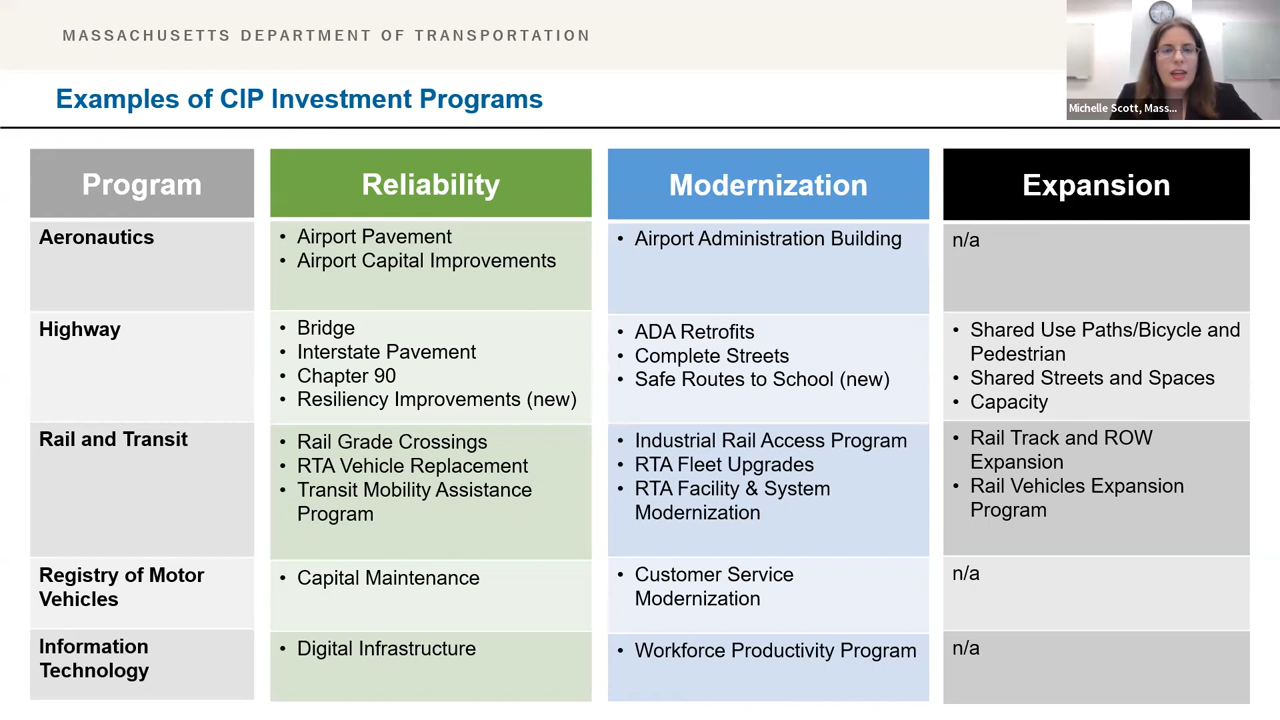 MASSACHUSETTS DEPARTMENT OF TRANSPORTATION
Examples of CIP Investment Programs
Michelle Scott, Mass...
Program
Reliability
Modernization
Expansion
Aeronautics
• Airport Pavement
• Airport Capital Improvements
• Airport Administration Building
n/a
Highway
• Bridge
• Interstate Pavement
• Chapter 90
• Resiliency Improvements (new)
• ADA Retrofits
• Complete Streets
• Safe Routes to School (new)
• Shared Use Paths/Bicycle and
Pedestrian
• Shared Streets and Spaces
• Capacity
Rail and Transit
• Rail Grade Crossings
• RTA Vehicle Replacement
• Transit Mobility Assistance
Program
• Industrial Rail Access Program
• RTA Fleet Upgrades
• RTA Facility & System
Modernization
• Rail Track and ROW
Expansion
• Rail Vehicles Expansion
Program
Registry of Motor
Vehicles
• Capital Maintenance
• Customer Service
Modernization
n/a
Information
Technology
• Digital Infrastructure
• Workforce Productivity Program
n/a